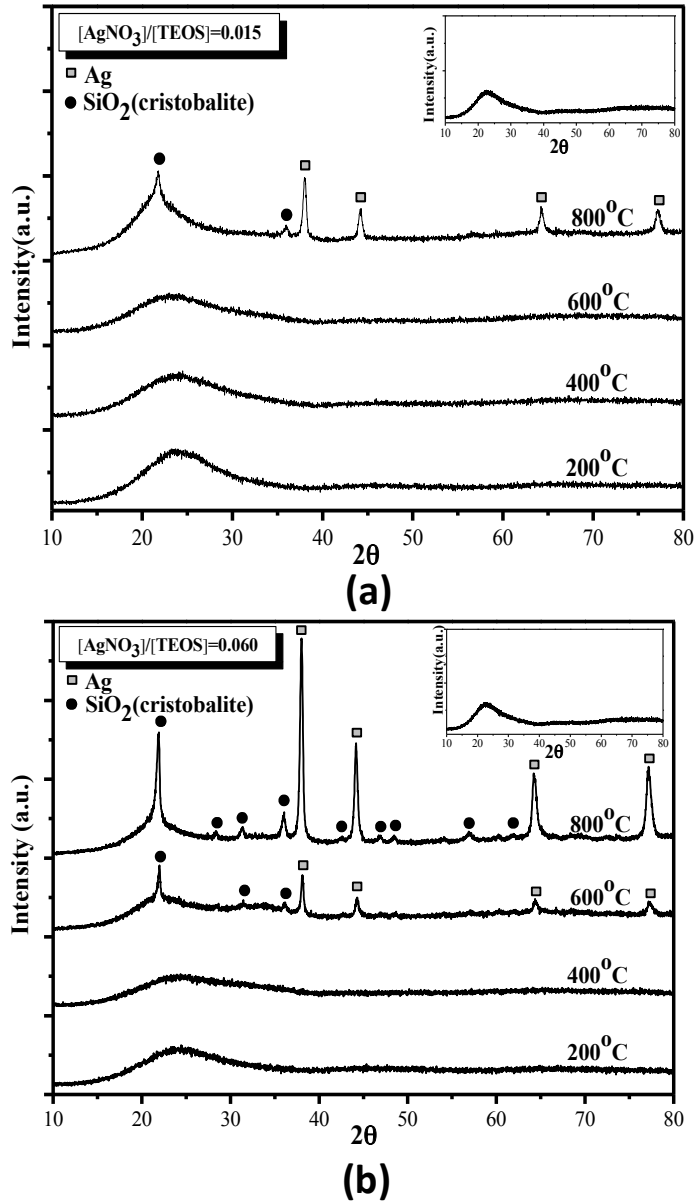 [AgNO3]/[TEOS]=0.015
Ag
SiO2(cristobalite)
Intensity(a.u.)
10 20 30 40 50 60 70 80
2θ
800°C
600°C
400°C
200°C
Intensity(a.u.)
10 20 30 40 50 60 70 80
2θ
(a)
[AgNO3]/[TEOS]=0.060
Ag
SiO2(cristobalite)
Intensity(a.u.)
10 20 30 40 50 60 70 80
2θ
800°C
600°C
400°C
200°C
Intensity (a.u.)
10 20 30 40 50 60 70 80
2θ
(b)